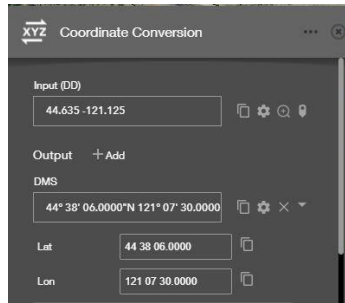 XYZ Coordinate Conversion
Input (DD)
44.635 -121.125
Output + Add
DMS
44° 38' 06.0000"N 121° 07' 30.0000
Lat 44 38 06.0000
Lon 121 07 30.0000